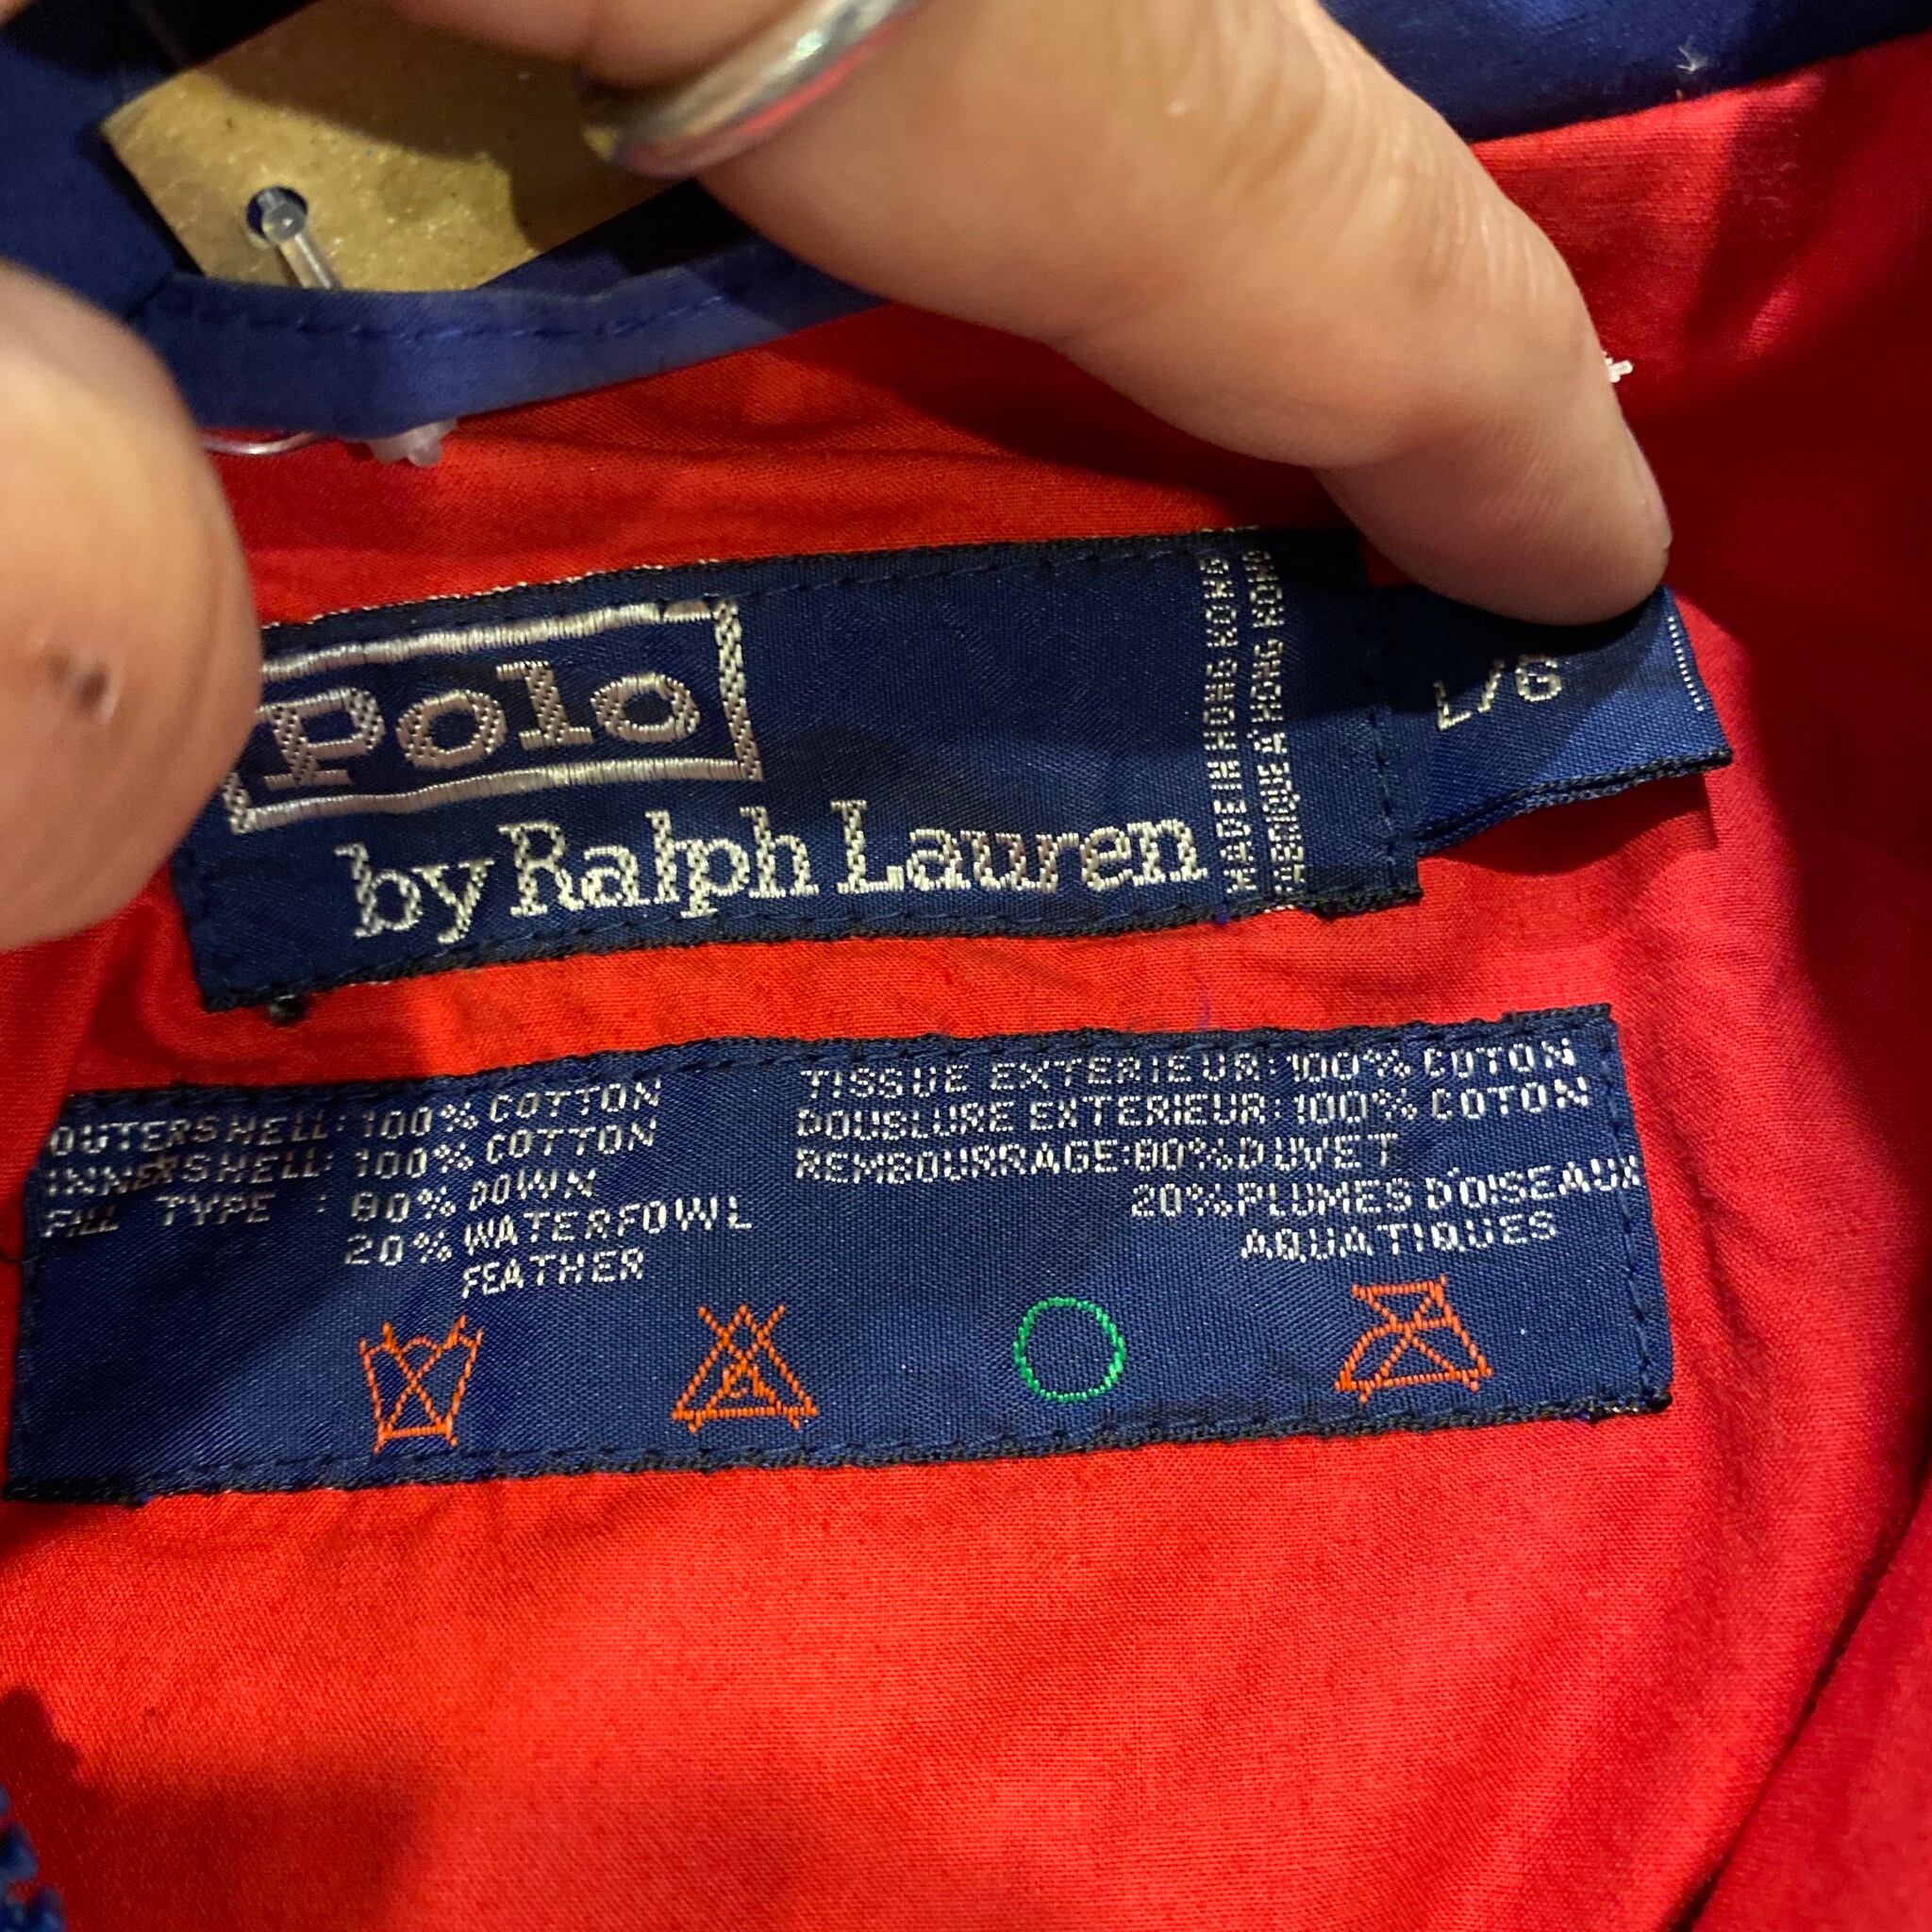 Polo
by Ralph Lauren
MADE IN HONG KONG
FABRIQUE A'HONG KONG
L/G
OUTERSHELL: 100% COTTON
INNERSHELL: 100% COTTON
FILL TYPE : 80% DOWN
20% WATERFOWL
FEATHER
TISSUE EXTERIEUR: 100% COTON
DOUSLURE EXTERIEUR: 100% COTON
REMBOURRAGE: 80% DUVET
20% PLUMES D'OISEAUX
AQUATIQUES